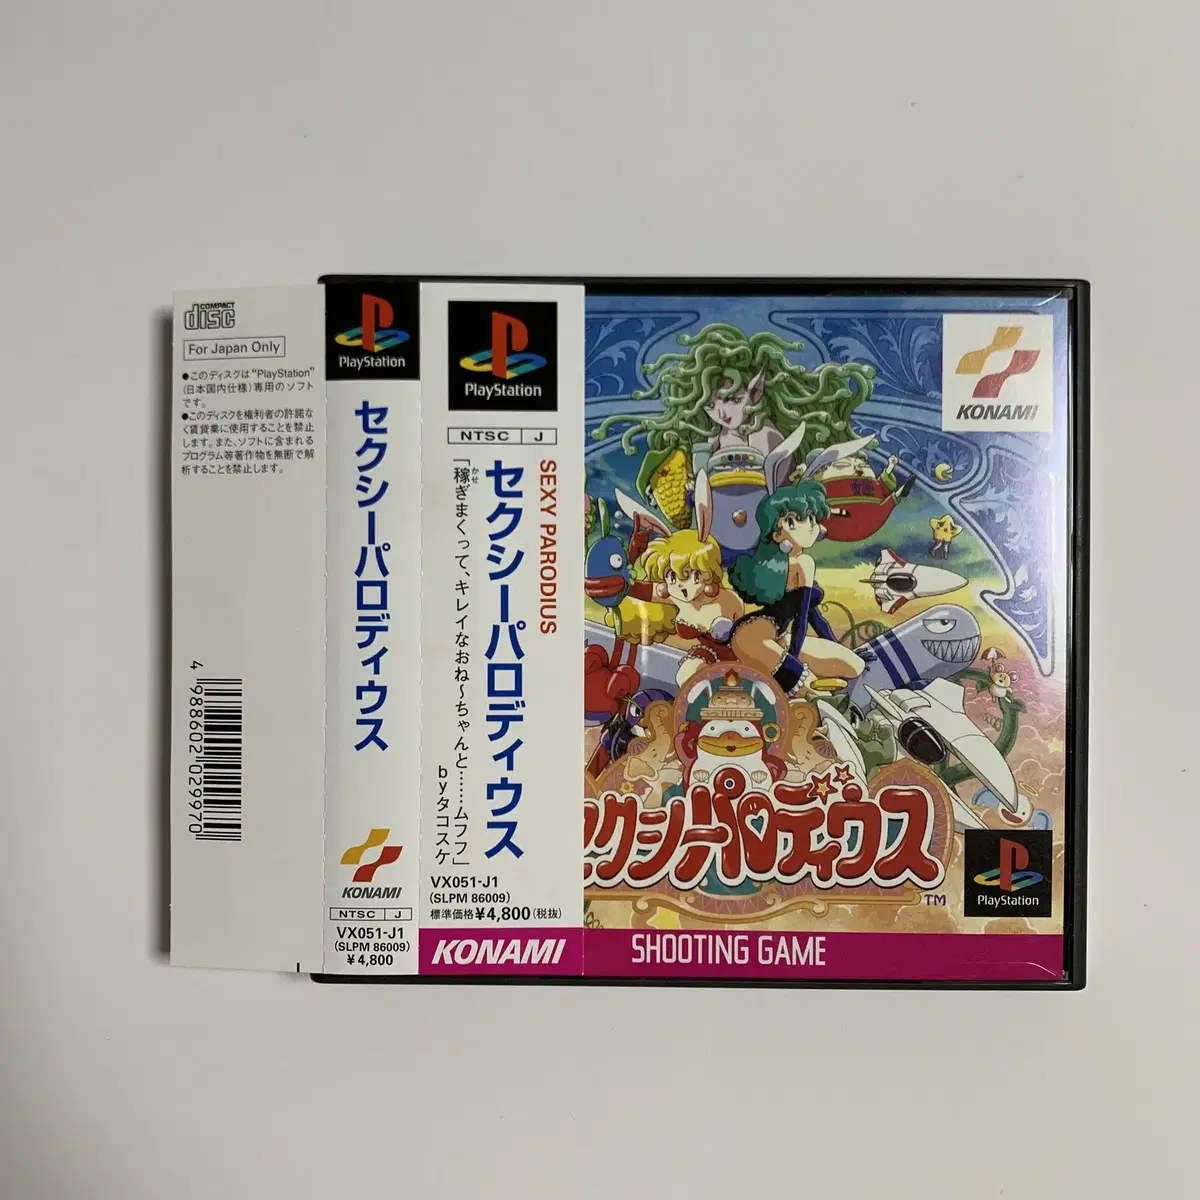 COMPACT
disc
For Japan Only
●このディスクは"PlayStation"
(日本国内仕様)専用のソフト
です。
●このディスクを権利者の許諾な
く賃貸業に使用することを禁止
します。また、ソフトに含まれる
プログラム等著作物を無断で解
析することを禁止します。
4 988602 029970
PlayStation
セクシーパロディウス
KONAMI
NTSC J
VX051-J1
(SLPM 86009)
¥4,800
PlayStation
NTSC J
SEXY PARODIUS
セクシーパロディウス
「稼ぎまくって、キレイなおね〜ちゃんと……ムフフ」
かせ
byタコスケ
VX051-J1
(SLPM 86009)
標準価格¥4,800(税抜)
KONAMI
KONAMI
セクシーパロディウス
TM
PlayStation
SHOOTING GAME